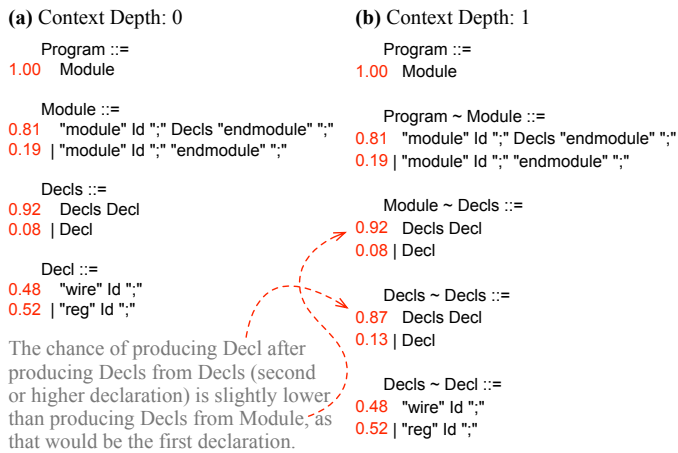 (a) Context Depth: 0
Program ::=
1.00 Module
Module ::=
0.81 "module" Id ";" Decls "endmodule" ";"
0.19 | "module" Id ";" "endmodule" ";"
Decls ::=
0.92 Decls Decl
0.08 | Decl
Decl ::=
0.48 "wire" Id ";"
0.52 | "reg" Id ";"
The chance of producing Decl after
producing Decls from Decls (second
or higher declaration) is slightly lower
than producing Decls from Module, as
that would be the first declaration.
(b) Context Depth: 1
Program ::=
1.00 Module
Program ~ Module ::=
0.81 "module" Id ";" Decls "endmodule" ";"
0.19 | "module" Id ";" "endmodule" ";"
Module ~ Decls ::=
0.92 Decls Decl
0.08 | Decl
Decls ~ Decls ::=
0.87 Decls Decl
0.13 | Decl
Decls ~ Decl ::=
0.48 "wire" Id ";"
0.52 | "reg" Id ";"